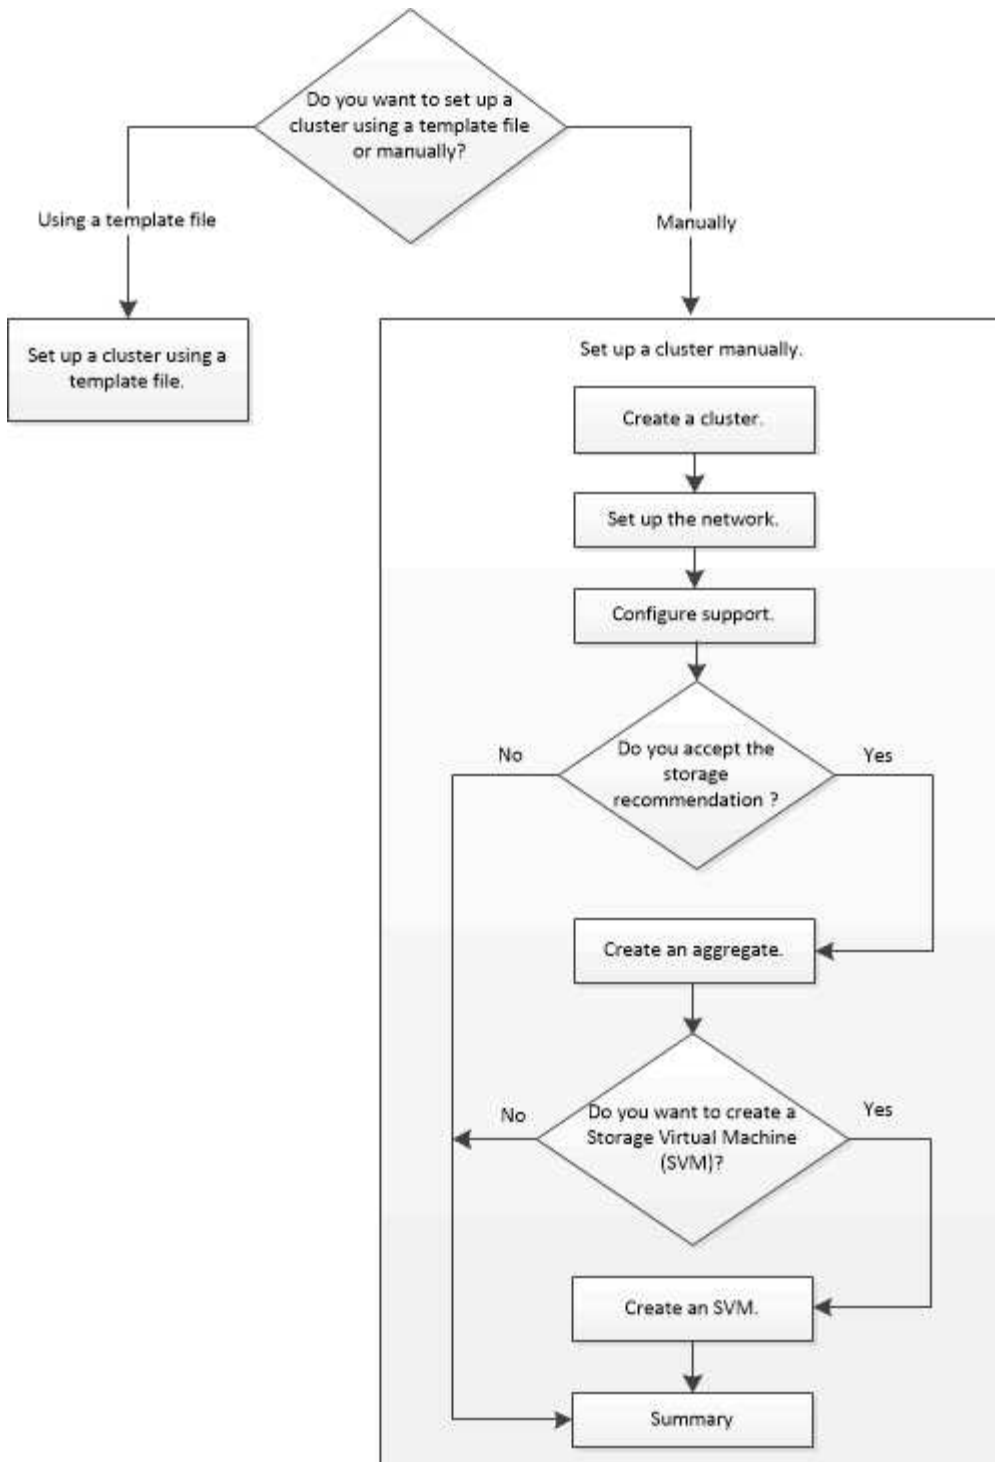 Do you want to set up a
cluster using a template file
or manually?
Using a template file
Manually
Set up a cluster using a
template file.
Set up a cluster manually.
Create a cluster.
Set up the network.
Configure support.
No
Do you accept the
storage
recommendation ?
Yes
Create an aggregate.
No
Do you want to create a
Storage Virtual Machine
(SVM)?
Yes
Create an SVM.
Summary